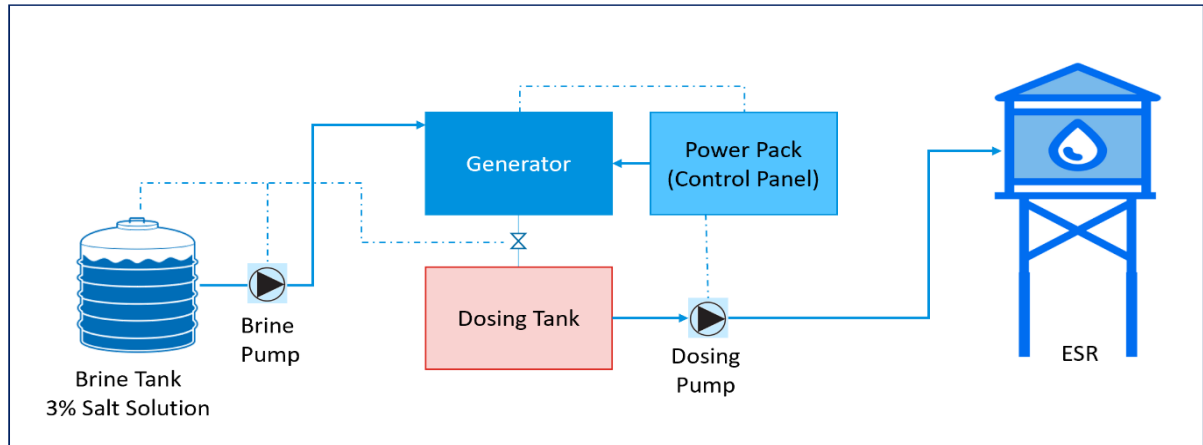 Generator
Power Pack
(Control Panel)
Brine
Pump
Dosing Tank
Dosing
Pump
ESR
Brine Tank
3% Salt Solution